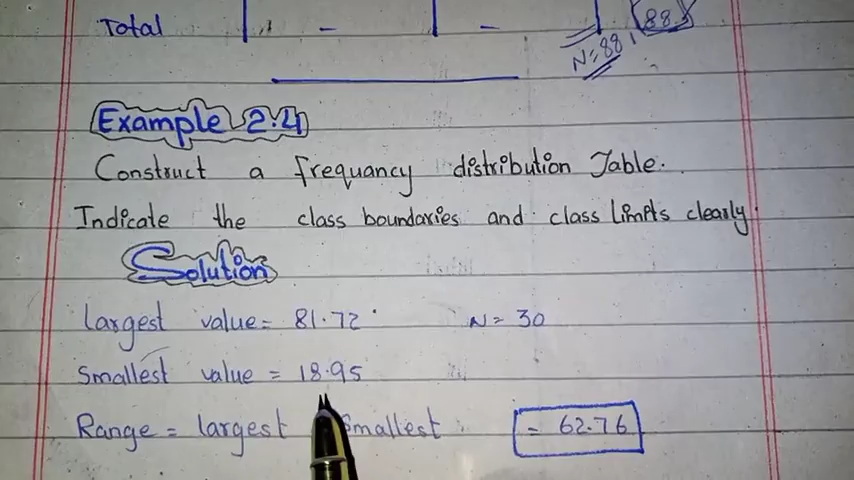 Total - - N=88 88
Example 2.4
Construct a frequancy distribution Table.
Indicate the class boundaries and class limits clearly.
Solution
largest value = 81.72 N = 30
Smallest value = 18.95
Range = largest Smallest = 62.76